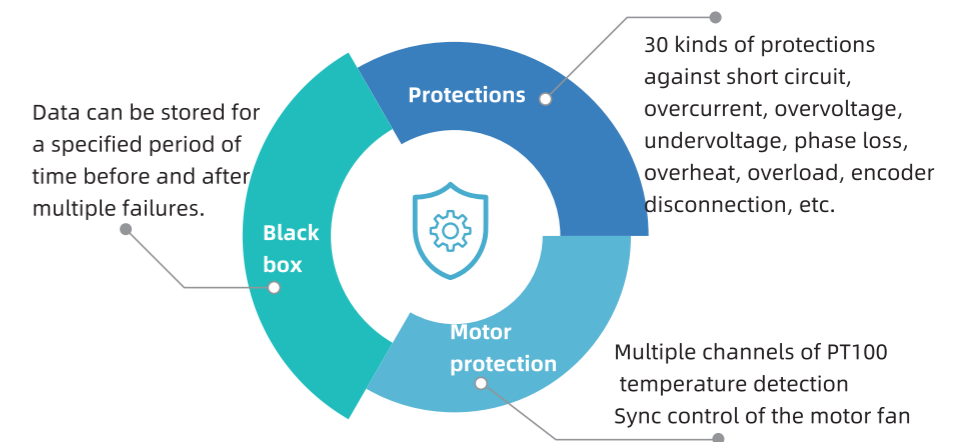 Protections
30 kinds of protections
against short circuit,
overcurrent, overvoltage,
undervoltage, phase loss,
overheat, overload, encoder
disconnection, etc.
Data can be stored for
a specified period of
time before and after
multiple failures.
Black
box
Motor
protection
Multiple channels of PT100
temperature detection
Sync control of the motor fan